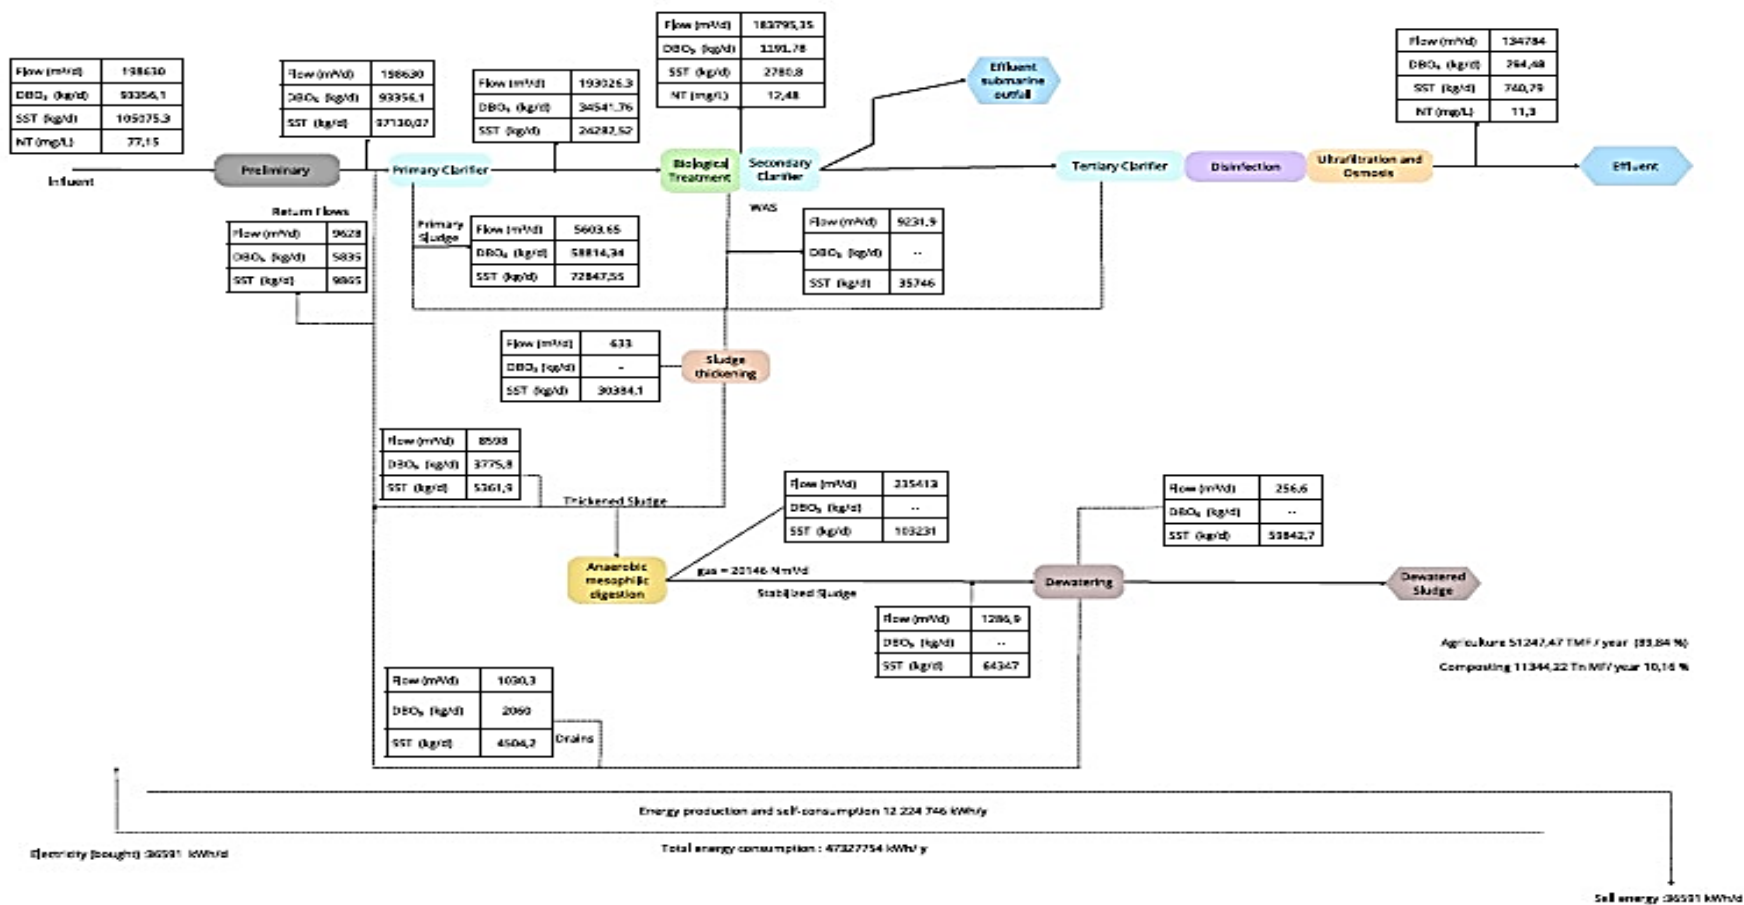 Flow (m³/d) 198630
DBO₅ (kg/d) 93356,1
SST (kg/d) 105075.3
NT (mg/L) 77,15
Influent
Preliminary
Flow (m³/d) 198630
DBO₅ (kg/d) 93356,1
SST (kg/d) 97130,07
Primary Clarifier
Flow (m³/d) 193026.3
DBO₅ (kg/d) 34541.76
SST (kg/d) 24282,52
Biological
Treatment
Flow (m³/d) 183795,35
DBO₅ (kg/d)
SST (kg/d) 2780,8
NT (mg/L) 12,48
Secondary
Clarifier
Effluent
submarine
outfall
Tertiary Clarifier
Disinfection
Ultrafiltration and
Osmosis
Flow (m³/d) 134784
DBO₅ (kg/d)
SST (kg/d) 740,79
NT (mg/L) 11,3
Effluent
Return Flows
Flow (m³/d) 9628
DBO₅ (kg/d) 5835
SST (kg/d)
Primary
Sludge
Flow (m³/d) 5603.65
DBO₅ (kg/d) 58814,34
SST (kg/d) 72847,55
WAS
Flow (m³/d) 9231,9
DBO₅ (kg/d) --
SST (kg/d) 35746
Flow (m³/d) 633
DBO₅ (kg/d) -
SST (kg/d) 30384,1
Sludge
thickening
Flow (m³/d) 8598
DBO₅ (kg/d) 3775,8
SST (kg/d) 5361,9
Thickened Sludge
Anaerobic
mesophilic
digestion
Flow (m³/d) 235413
DBO₅ (kg/d) --
SST (kg/d) 103231
gas = 20146 Nm³/d
Stabilized Sludge
Flow (m³/d) 1286,9
DBO₅ (kg/d) --
SST (kg/d) 64347
Dewatering
Flow (m³/d) 256.6
DBO₅ (kg/d) --
SST (kg/d) 59842,7
Dewatered
Sludge
Agriculture 51247,47 TMF / year (89,84 %)
Composting 11344,22 Tn MF/ year 10,16 %
Flow (m³/d) 1030,3
DBO₅ (kg/d) 2060
SST (kg/d) 4504,2
Drains
Energy production and self-consumption 12 224 746 kWh/y
Total energy consumption : 47327754 kWh/ y
Electricity (bought) :36591 kWh/d
Sell energy :36591 kWh/d